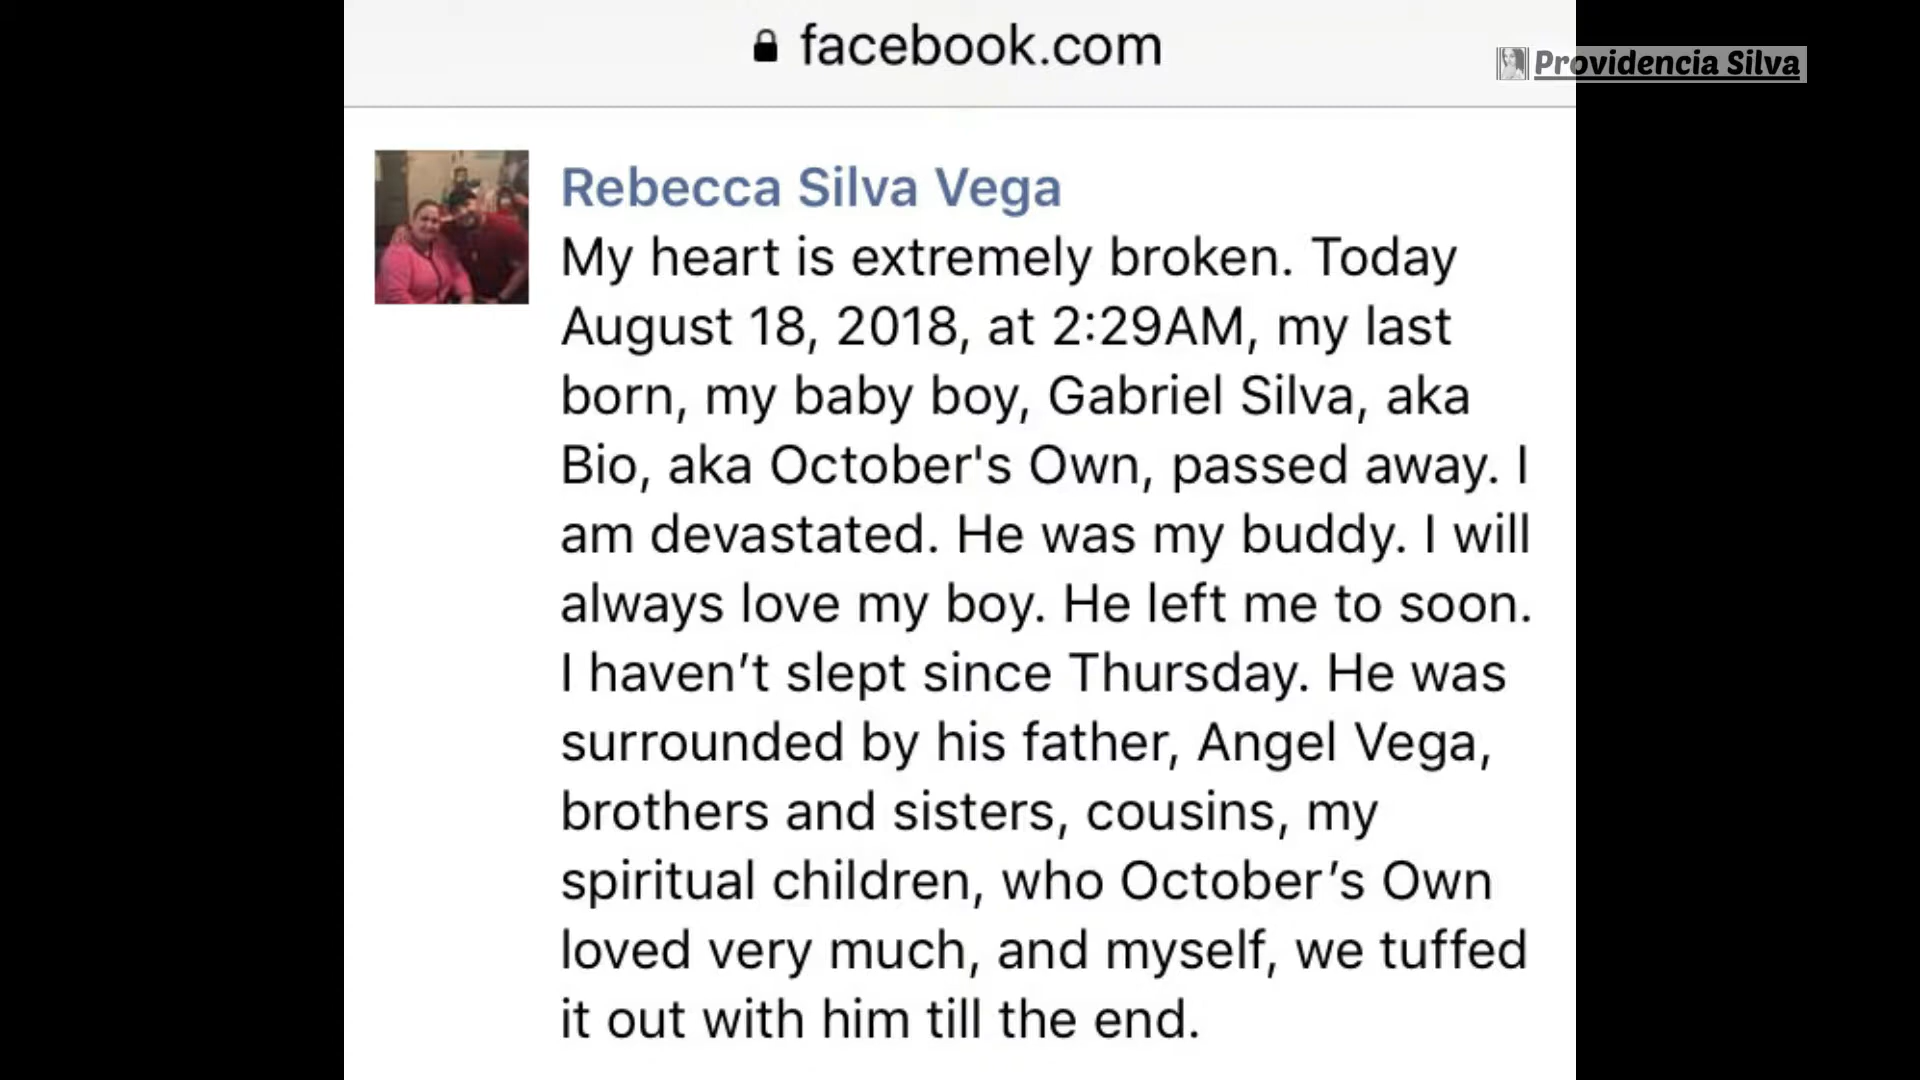 facebook.com
Providencia Silva
Rebecca Silva Vega
My heart is extremely broken. Today
August 18, 2018, at 2:29AM, my last
born, my baby boy, Gabriel Silva, aka
Bio, aka October's Own, passed away. I
am devastated. He was my buddy. I will
always love my boy. He left me to soon.
I haven’t slept since Thursday. He was
surrounded by his father, Angel Vega,
brothers and sisters, cousins, my
spiritual children, who October’s Own
loved very much, and myself, we tuffed
it out with him till the end.